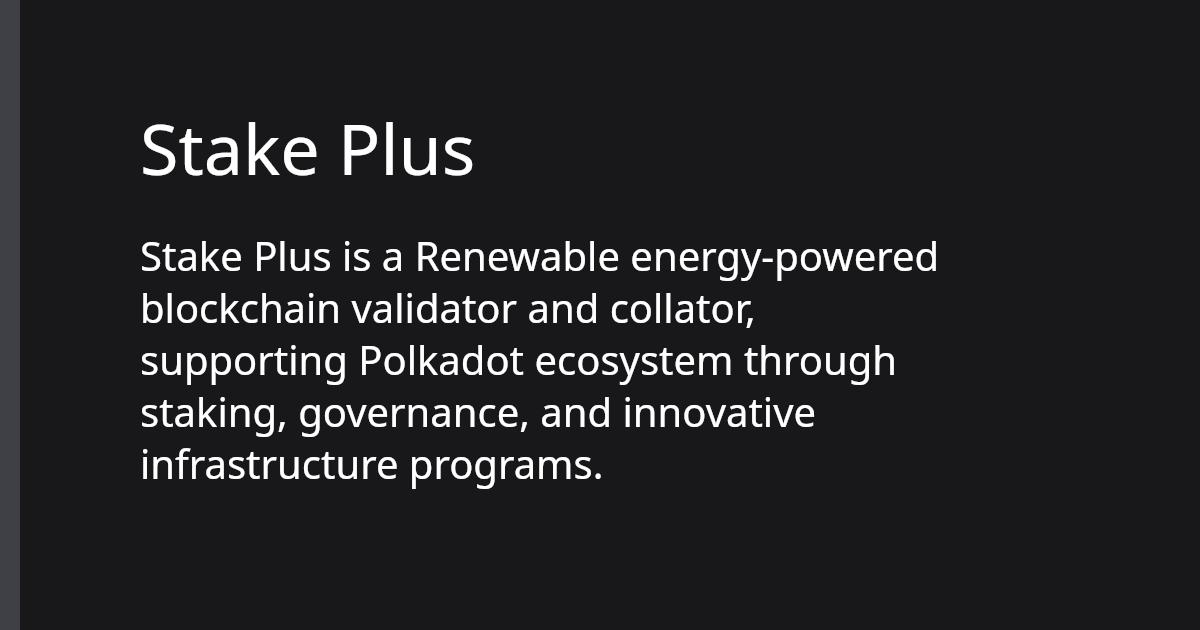 Stake Plus
Stake Plus is a Renewable energy-powered
blockchain validator and collator,
supporting Polkadot ecosystem through
staking, governance, and innovative
infrastructure programs.